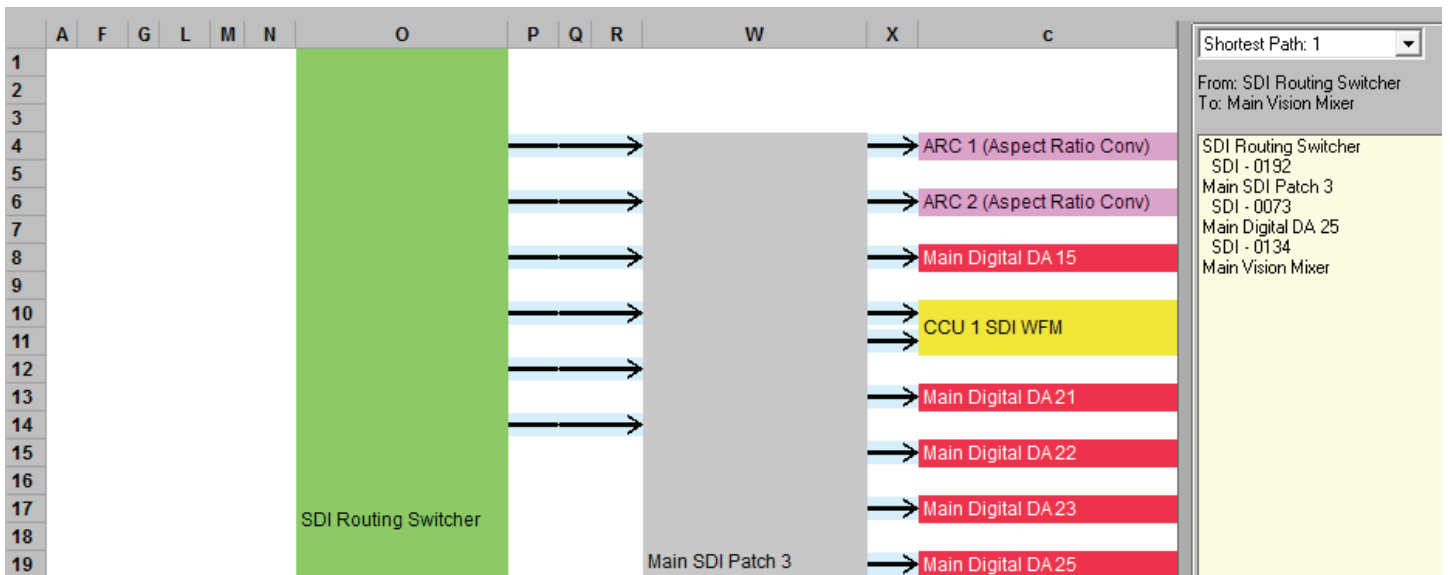 A F G L M N O P Q R W X c
1
2
3
4 ARC 1 (Aspect Ratio Conv)
5
6 ARC 2 (Aspect Ratio Conv)
7
8 Main Digital DA 15
9
10
CCU 1 SDI WFM
11
12
13 Main Digital DA 21
14
15 Main Digital DA 22
16
17 Main Digital DA 23
SDI Routing Switcher
18
19 Main SDI Patch 3 Main Digital DA 25
Shortest Path: 1
From: SDI Routing Switcher
To: Main Vision Mixer
SDI Routing Switcher
SDI - 0192
Main SDI Patch 3
SDI - 0073
Main Digital DA 25
SDI - 0134
Main Vision Mixer